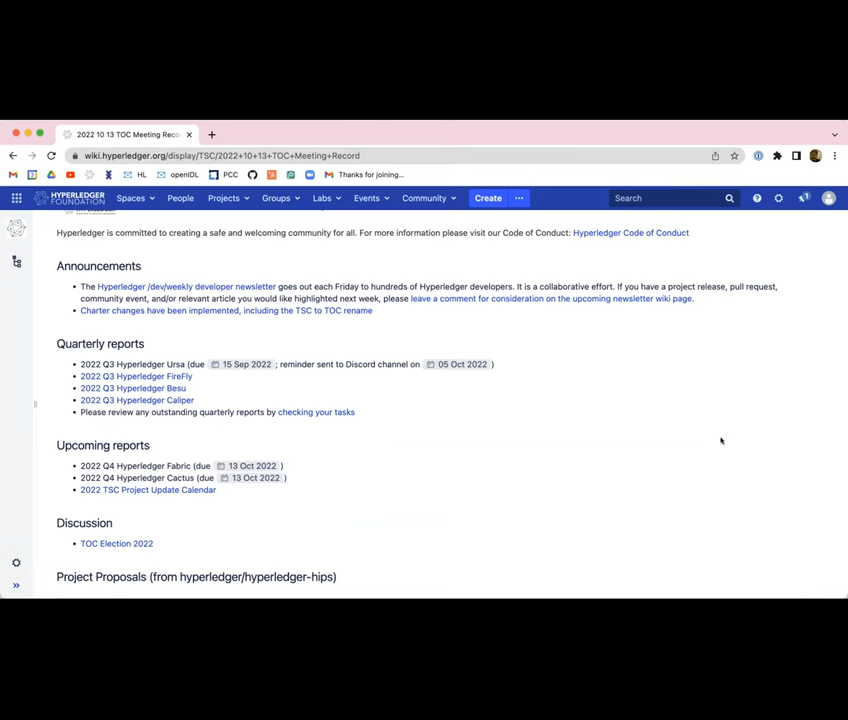 2022 10 13 TOC Meeting Reco
wiki.hyperledger.org/display/TSC/2022+10+13+TOC+Meeting+Record
HL openIDL PCC Thanks for joining...
HYPERLEDGER FOUNDATION Spaces People Projects Groups Labs Events Community Create Search
Hyperledger is committed to creating a safe and welcoming community for all. For more information please visit our Code of Conduct: Hyperledger Code of Conduct
Announcements
• The Hyperledger /dev/weekly developer newsletter goes out each Friday to hundreds of Hyperledger developers. It is a collaborative effort. If you have a project release, pull request,
community event, and/or relevant article you would like highlighted next week, please leave a comment for consideration on the upcoming newsletter wiki page.
• Charter changes have been implemented, including the TSC to TOC rename
Quarterly reports
• 2022 Q3 Hyperledger Ursa (due 15 Sep 2022 ; reminder sent to Discord channel on 05 Oct 2022 )
• 2022 Q3 Hyperledger FireFly
• 2022 Q3 Hyperledger Besu
• 2022 Q3 Hyperledger Caliper
• Please review any outstanding quarterly reports by checking your tasks
Upcoming reports
• 2022 Q4 Hyperledger Fabric (due 13 Oct 2022 )
• 2022 Q4 Hyperledger Cactus (due 13 Oct 2022 )
• 2022 TSC Project Update Calendar
Discussion
• TOC Election 2022
Project Proposals (from hyperledger/hyperledger-hips)